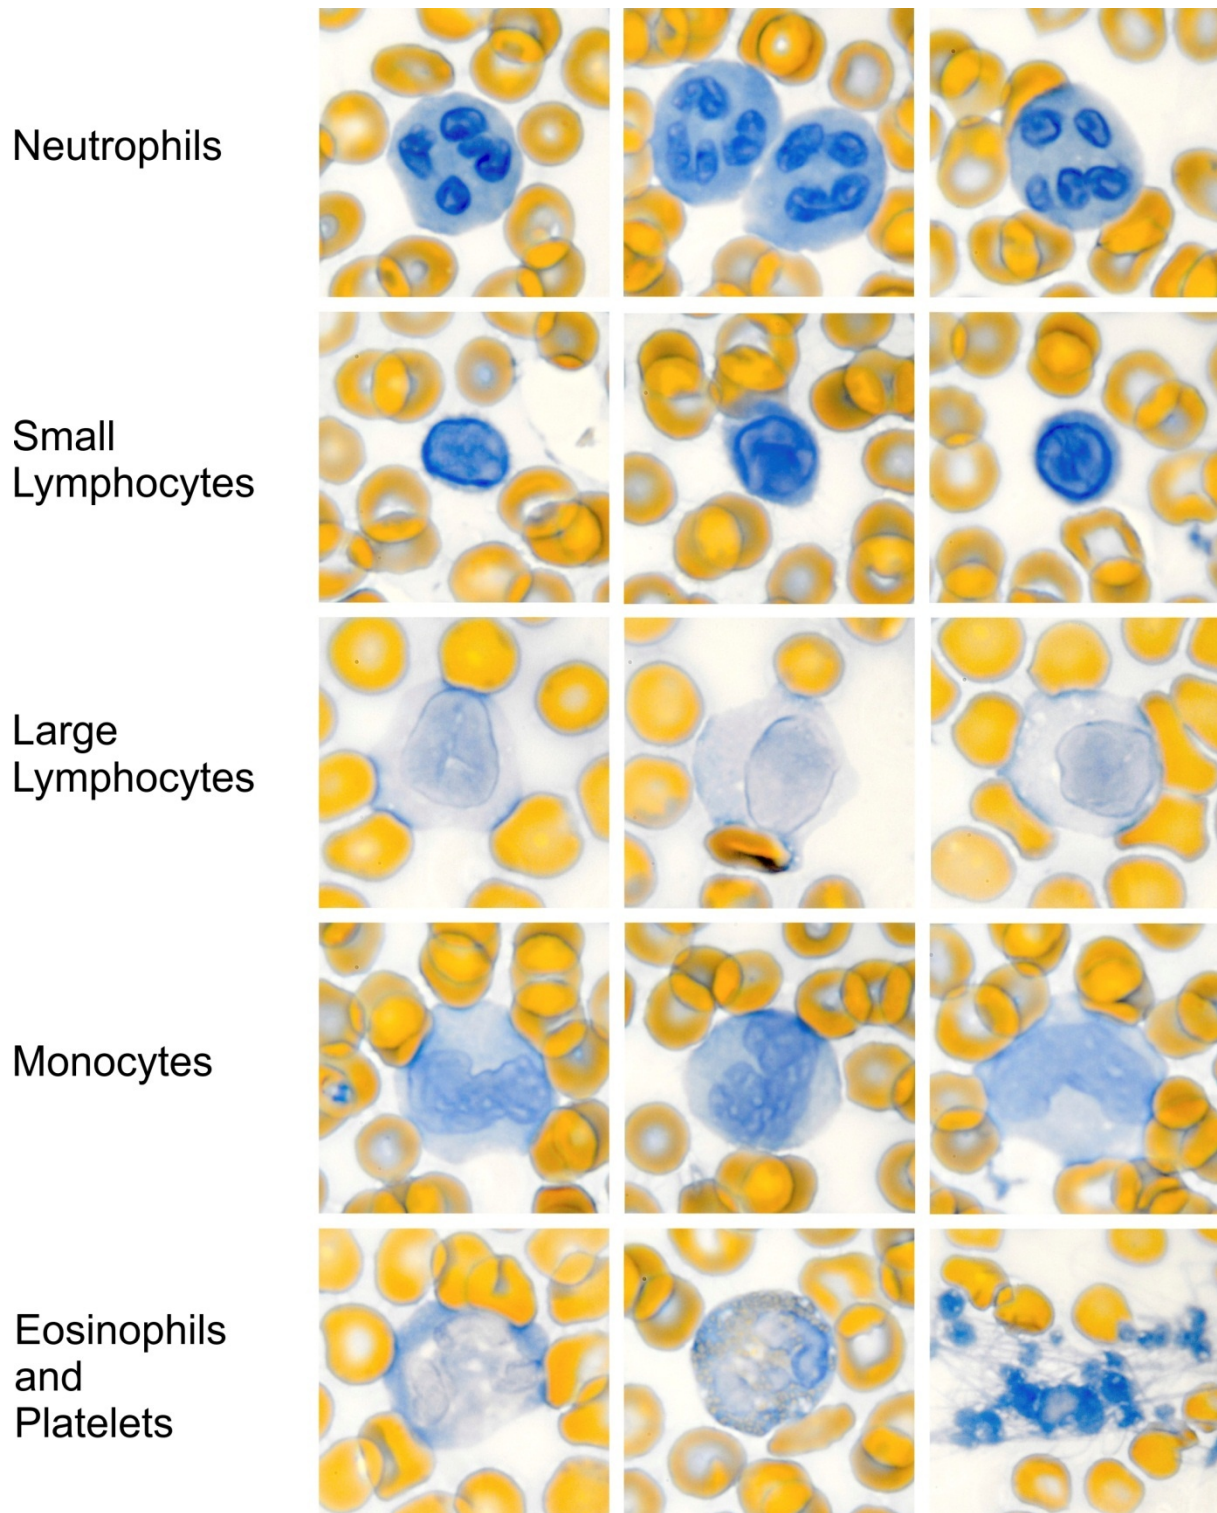 Neutrophils
Small
Lymphocytes
Large
Lymphocytes
Monocytes
Eosinophils
and
Platelets